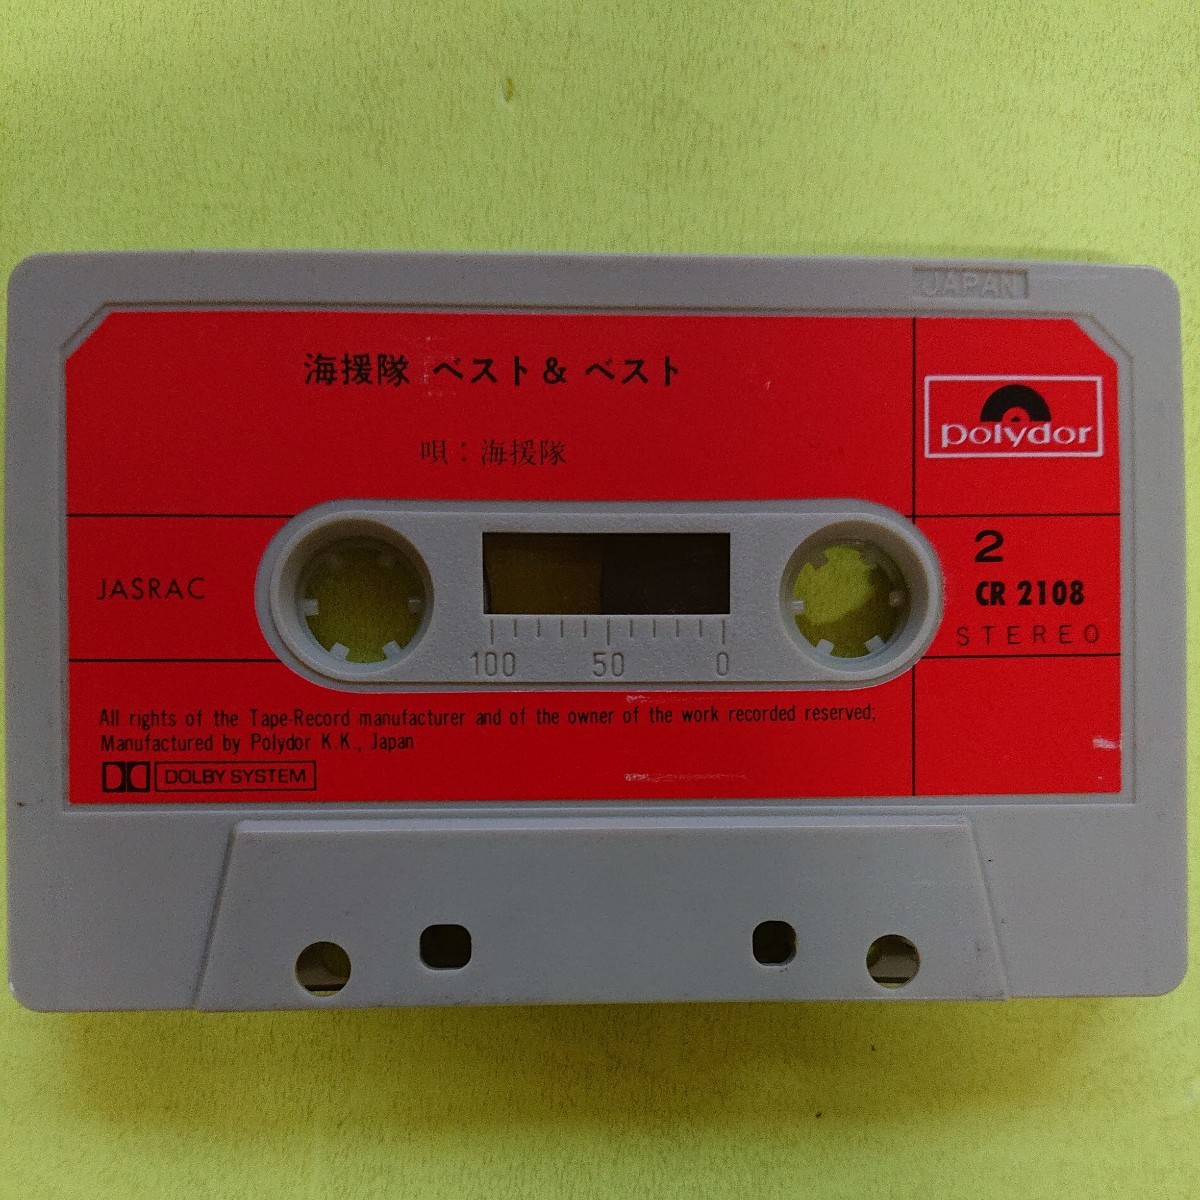 JAPAN
海援隊 ベスト& ベスト
polydor
唄：海援隊
JASRAC
2
CR 2108
STEREO
100 50 0
All rights of the Tape-Record manufacturer and of the owner of the work recorded reserved;
Manufactured by Polydor K.K., Japan
DOLBY SYSTEM